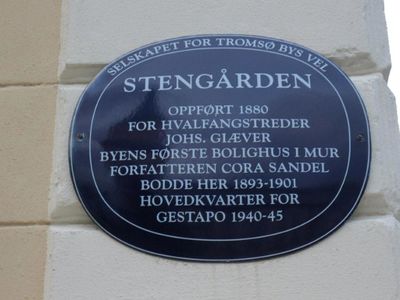 SELSKAPET FOR TROMSØ BYS VEL
STENGÅRDEN
OPPFØRT 1880
FOR HVALFANGSTREDER
JOHS. GIÆVER
BYENS FØRSTE BOLIGHUS I MUR
FORFATTEREN CORA SANDEL
BODDE HER 1893-1901
HOVEDKVARTER FOR
GESTAPO 1940-45